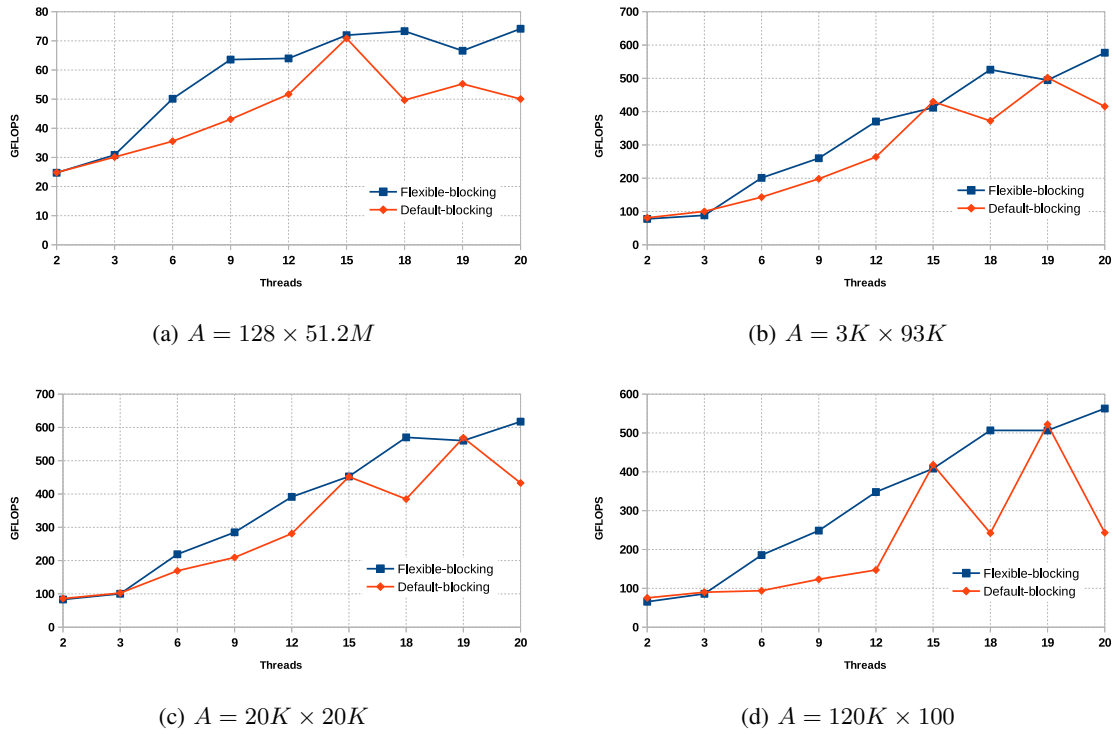 80
70
60
50
40
30
20
10
0
GFLOPS
2 3 6 9 12 15 18 19 20
Threads
Flexible-blocking
Default-blocking
(a) A = 128 × 51.2M
700
600
500
400
300
200
100
0
GFLOPS
2 3 6 9 12 15 18 19 20
Threads
Flexible-blocking
Default-blocking
(b) A = 3K × 93K
700
600
500
400
300
200
100
0
GFLOPS
2 3 6 9 12 15 18 19 20
Threads
Flexible-blocking
Default-blocking
(c) A = 20K × 20K
600
500
400
300
200
100
0
GFLOPS
2 3 6 9 12 15 18 19 20
Threads
Flexible-blocking
Default-blocking
(d) A = 120K × 100